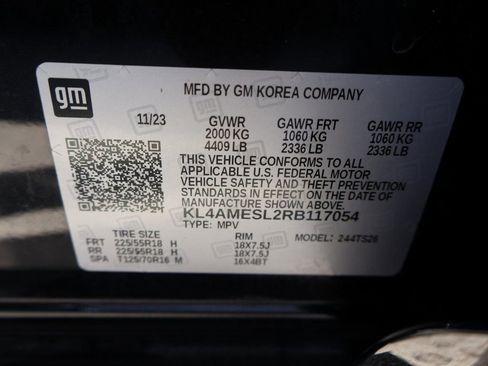 gm
MFD BY GM KOREA COMPANY
11/23 GVWR GAWR FRT GAWR RR
2000 KG 1060 KG 1060 KG
4409 LB 2336 LB 2336 LB
THIS VEHICLE CONFORMS TO ALL
APPLICABLE U.S. FEDERAL MOTOR
VEHICLE SAFETY AND THEFT PREVENTION
STANDARDS IN EFFECT ON THE DATE OF
MANUFACTURE SHOWN ABOVE.
KL4AMESL2RB117054
TYPE: MPV MODEL: 244TS26
TIRE SIZE RIM
FRT 225/55R18 H 18X7.5J
RR 225/55R18 H 18X7.5J
SPA T125/70R16 M 16X4BT